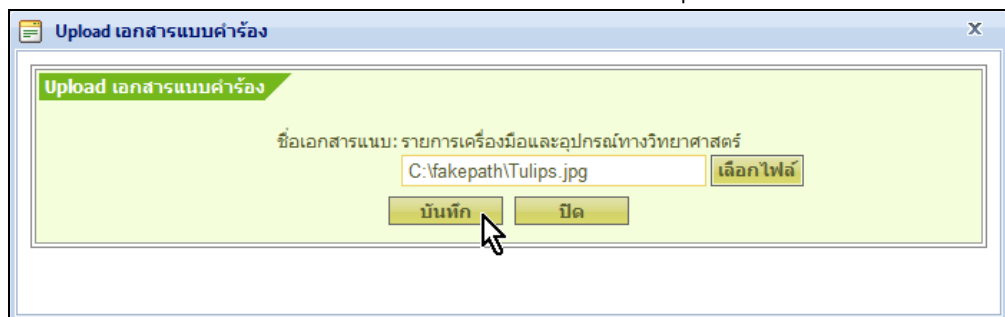 Upload เอกสารแบบคำร้อง
x
Upload เอกสารแนบคำร้อง
ชื่อเอกสารแนบ: รายการเครื่องมือและอุปกรณ์ทางวิทยาศาสตร์
C:\fakepath\Tulips.jpg เลือกไฟล์
บันทึก ปิด